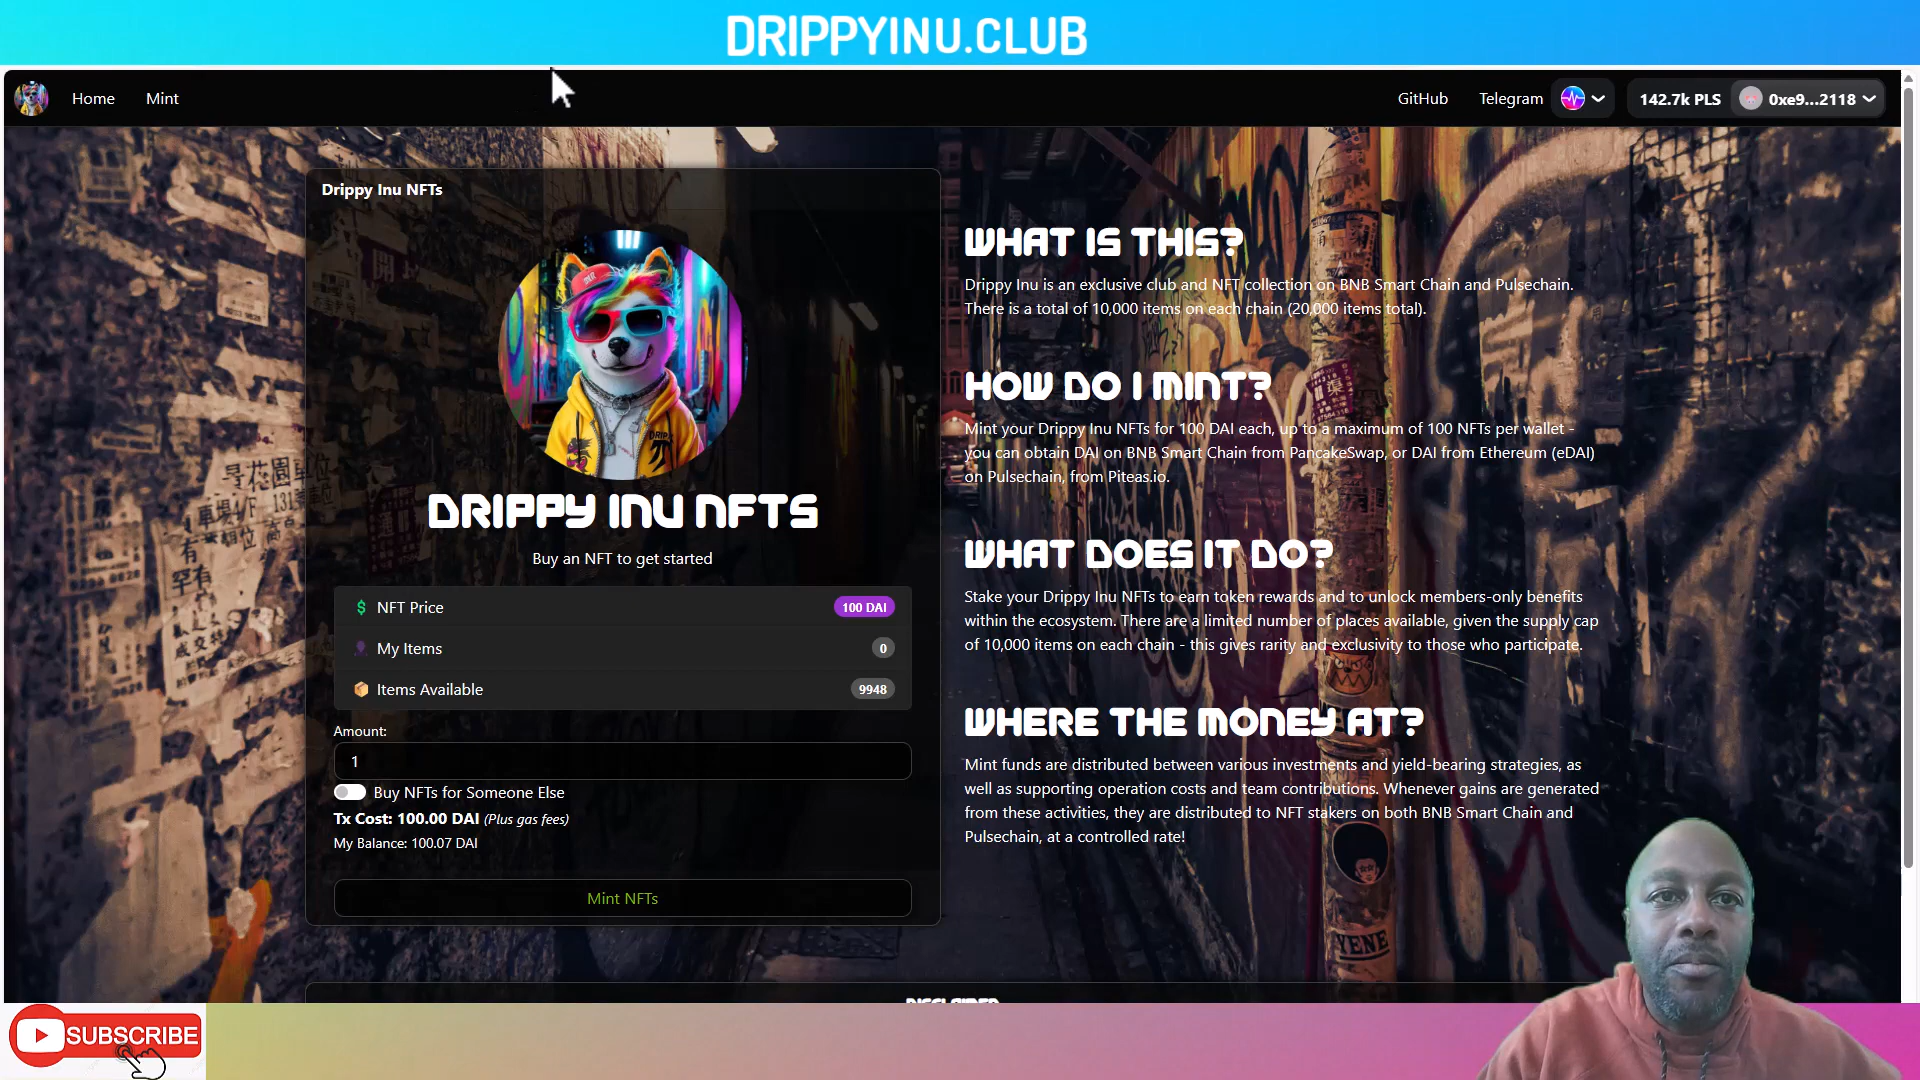 DRIPPYINU.CLUB
Home
Mint
GitHub
Telegram
142.7k PLS
0xe9...2118
Drippy Inu NFTs
DRIPPY INU NFTS
Buy an NFT to get started
NFT Price
100 DAI
My Items
0
Items Available
9948
Amount:
1
Buy NFTs for Someone Else
Tx Cost: 100.00 DAI (Plus gas fees)
My Balance: 100.07 DAI
Mint NFTs
WHAT IS THIS?
Drippy Inu is an exclusive club and NFT collection on BNB Smart Chain and Pulsechain.
There is a total of 10,000 items on each chain (20,000 items total).
HOW DO I MINT?
Mint your Drippy Inu NFTs for 100 DAI each, up to a maximum of 100 NFTs per wallet -
you can obtain DAI on BNB Smart Chain from PancakeSwap, or DAI from Ethereum (eDAI)
on Pulsechain, from Piteas.io.
WHAT DOES IT DO?
Stake your Drippy Inu NFTs to earn token rewards and to unlock members-only benefits
within the ecosystem. There are a limited number of places available, given the supply cap
of 10,000 items on each chain - this gives rarity and exclusivity to those who participate.
WHERE THE MONEY AT?
Mint funds are distributed between various investments and yield-bearing strategies, as
well as supporting operation costs and team contributions. Whenever gains are generated
from these activities, they are distributed to NFT stakers on both BNB Smart Chain and
Pulsechain, at a controlled rate!
YENE
DISCLAIMER
SUBSCRIBE